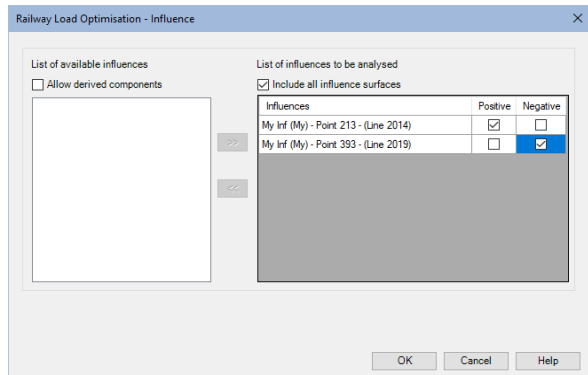 Railway Load Optimisation - Influence
List of available influences
Allow derived components
List of influences to be analysed
Include all influence surfaces
Influences Positive Negative
My Inf (My) - Point 213 - (Line 2014)
My Inf (My) - Point 393 - (Line 2019)
>>
<<
OK Cancel Help